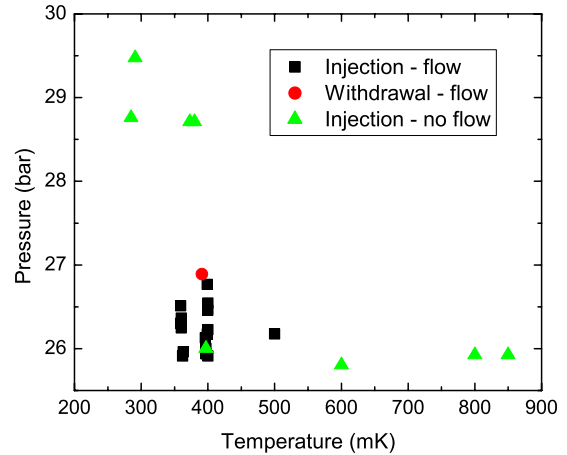 30
29
28
27
26
Pressure (bar)
Injection - flow
Withdrawal - flow
Injection - no flow
200 300 400 500 600 700 800 900
Temperature (mK)